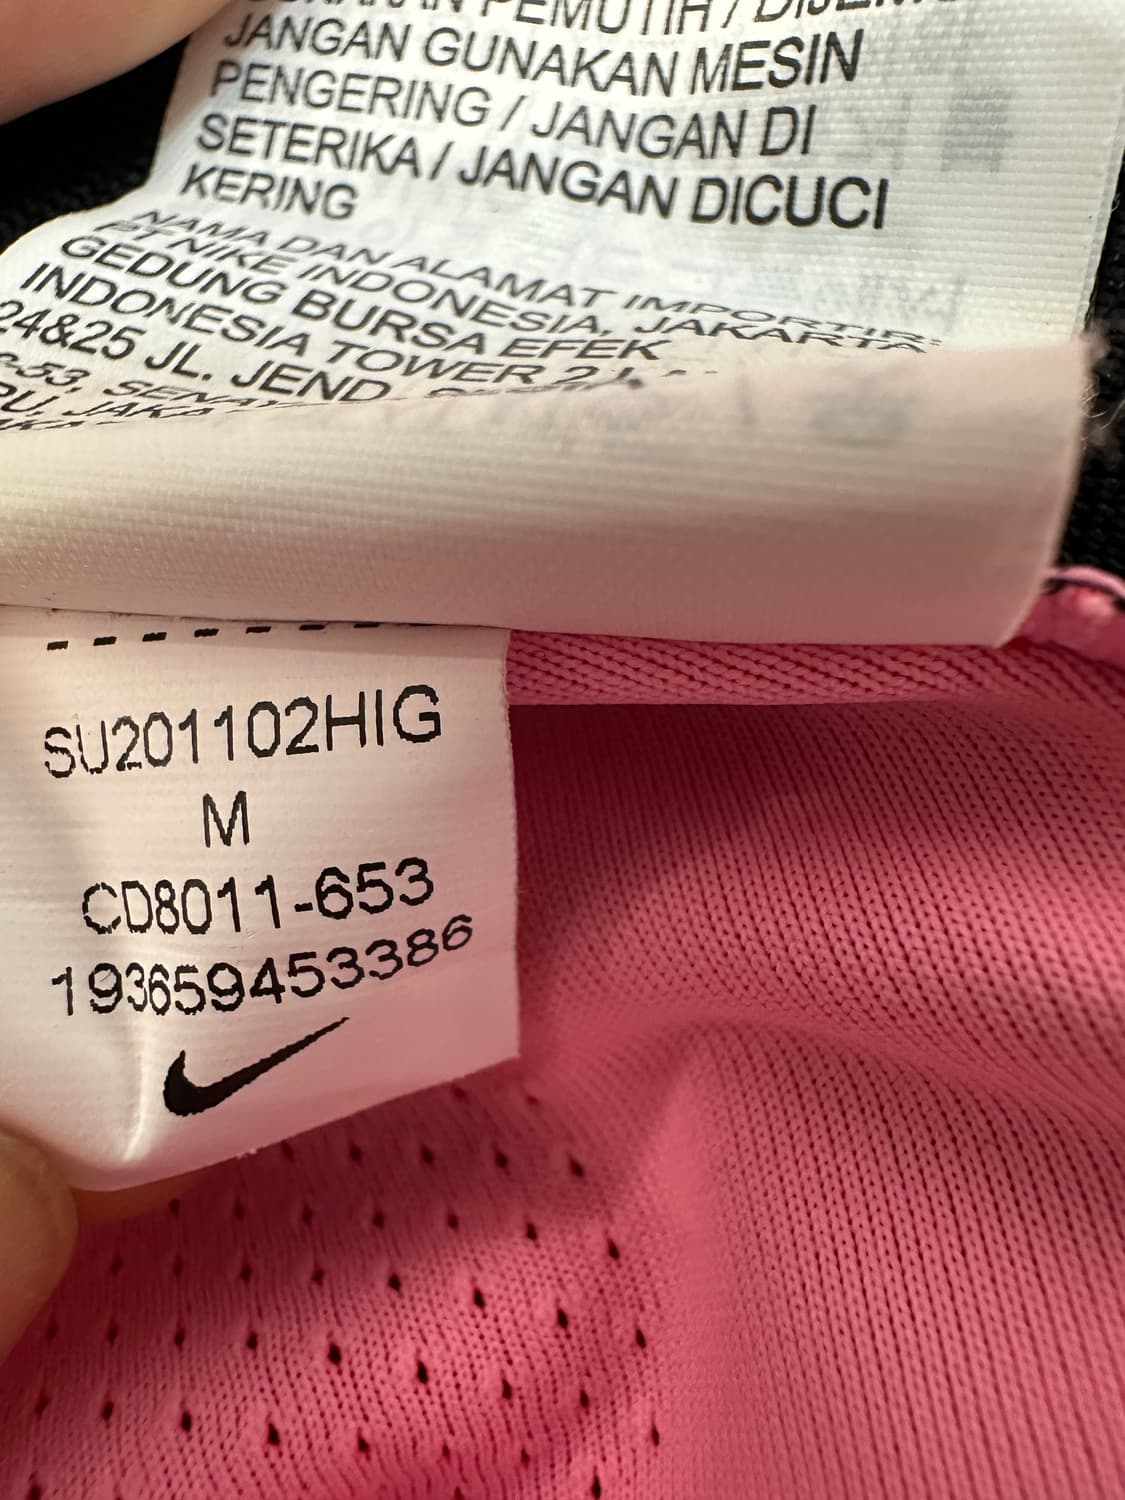 PEMUTIH /
JANGAN GUNAKAN MESIN
PENGERING / JANGAN DI
SETERIKA / JANGAN DICUCI
KERING
NAMA DAN ALAMAT IMPORTIR:
PT NIKE INDONESIA, JAKARTA
GEDUNG BURSA EFEK
INDONESIA TOWER 2
24&25 JL. JEND.
SU201102HIG
M
CD8011-653
193659453386